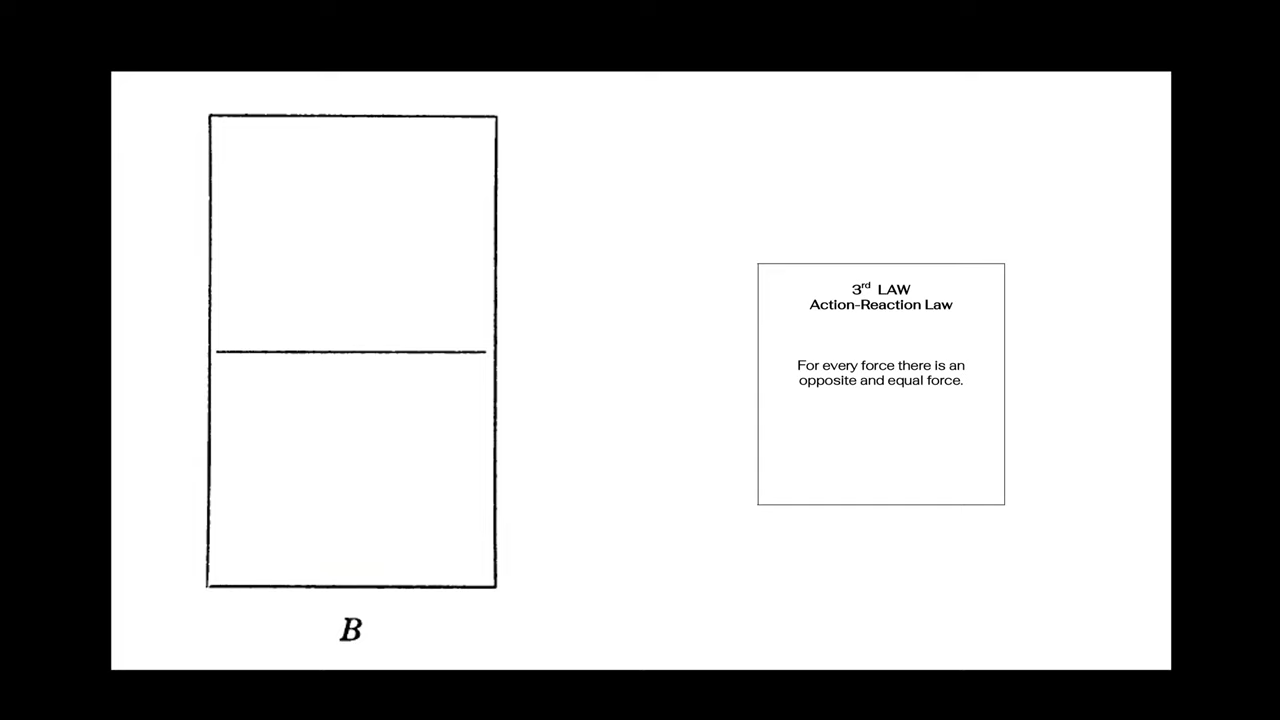 3rd LAW
Action-Reaction Law
For every force there is an
opposite and equal force.
B